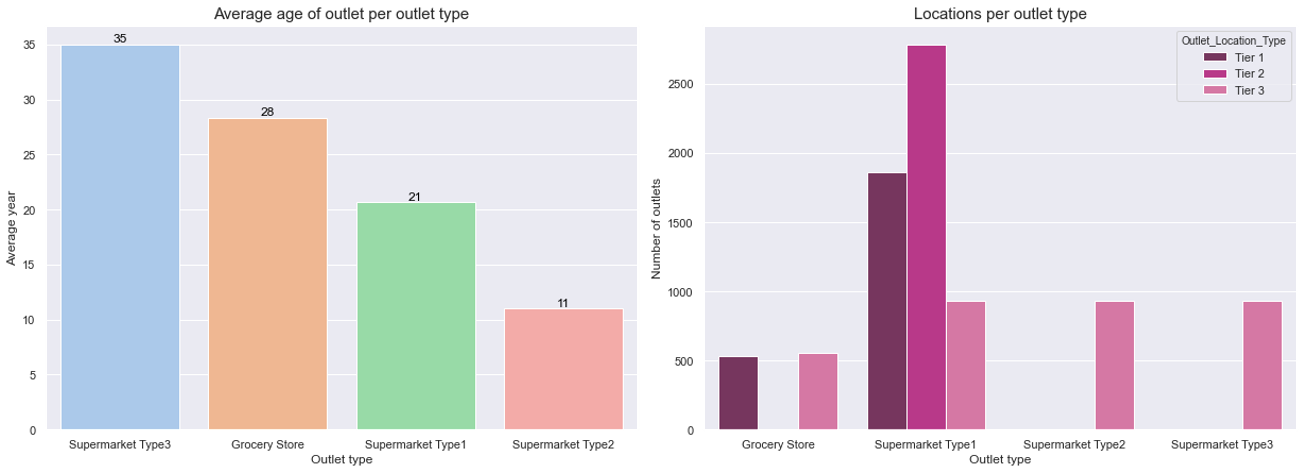 Average age of outlet per outlet type
35
30
25
20
15
10
5
0
Average year
35
28
21
11
Supermarket Type3 Grocery Store Supermarket Type1 Supermarket Type2
Outlet type
Locations per outlet type
Outlet_Location_Type
Tier 1
Tier 2
Tier 3
2500
2000
1500
1000
500
0
Number of outlets
Grocery Store Supermarket Type1 Supermarket Type2 Supermarket Type3
Outlet type